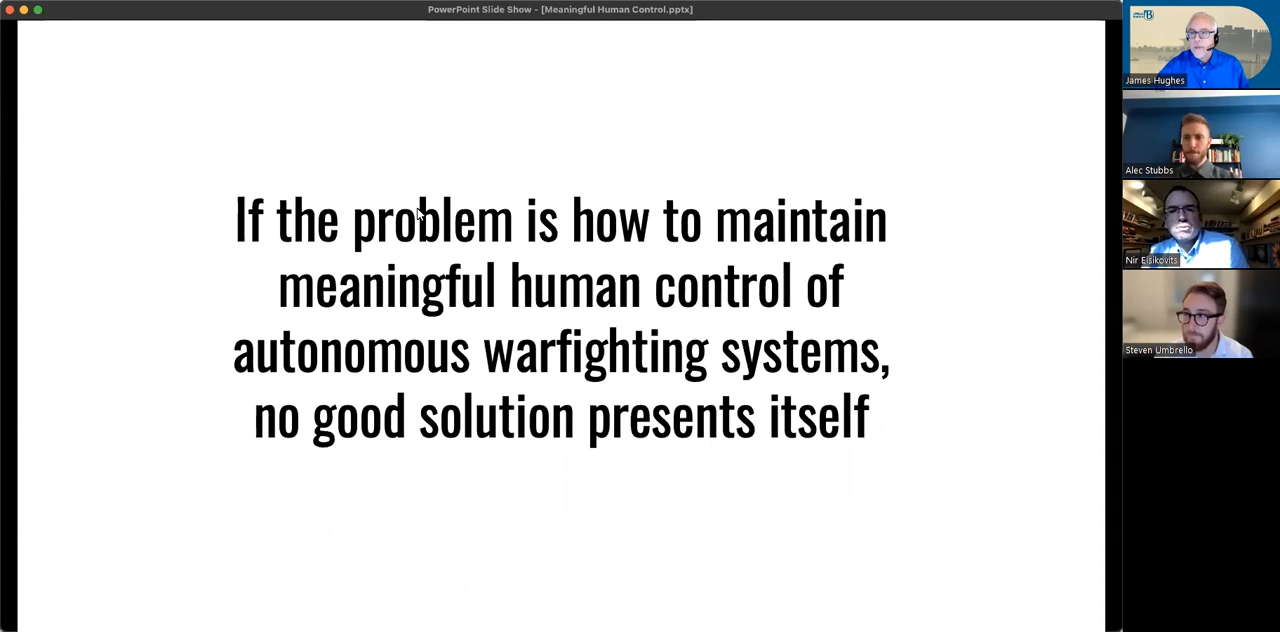 PowerPoint Slide Show - [Meaningful Human Control.pptx]
If the problem is how to maintain
meaningful human control of
autonomous warfighting systems,
no good solution presents itself
James Hughes
Alec Stubbs
Nir Eisikovits
Steven Umbrello